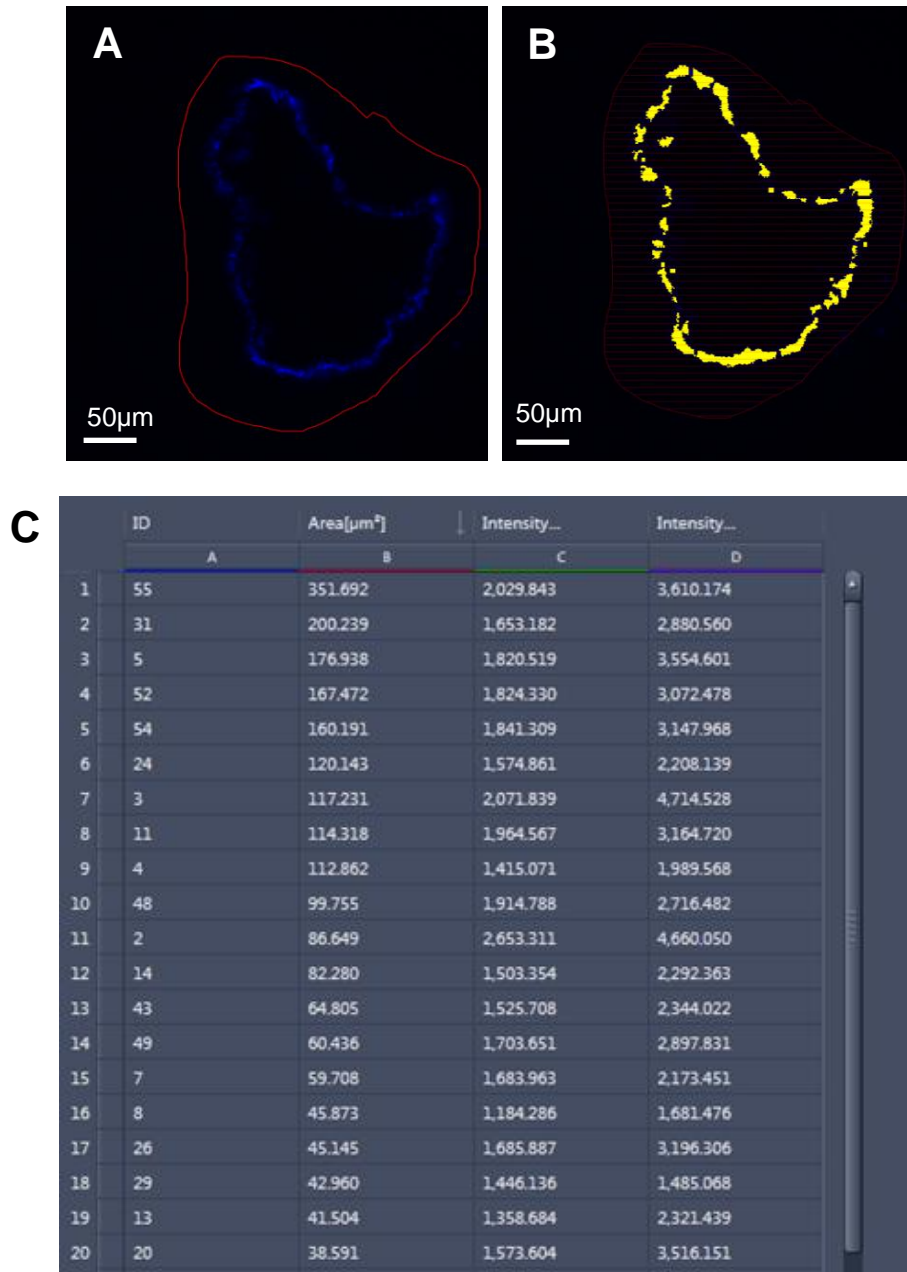 A
50µm
B
50µm
C
ID Area[µm²] Intensity... Intensity...
A B C D
1 55 351.692 2,029.843 3,610.174
2 31 200.239 1,653.182 2,880.560
3 5 176.938 1,820.519 3,554.601
4 52 167.472 1,824.330 3,072.478
5 54 160.191 1,841.309 3,147.968
6 24 120.143 1,574.861 2,208.139
7 3 117.231 2,071.839 4,714.528
8 11 114.318 1,964.567 3,164.720
9 4 112.862 1,415.071 1,989.568
10 48 99.755 1,914.788 2,716.482
11 2 86.649 2,653.311 4,660.050
12 14 82.280 1,503.354 2,292.363
13 43 64.805 1,525.708 2,344.022
14 49 60.436 1,703.651 2,897.831
15 7 59.708 1,683.963 2,173.451
16 8 45.873 1,184.286 1,681.476
17 26 45.145 1,685.887 3,196.306
18 29 42.960 1,446.136 1,485.068
19 13 41.504 1,358.684 2,321.439
20 20 38.591 1,573.604 3,516.151